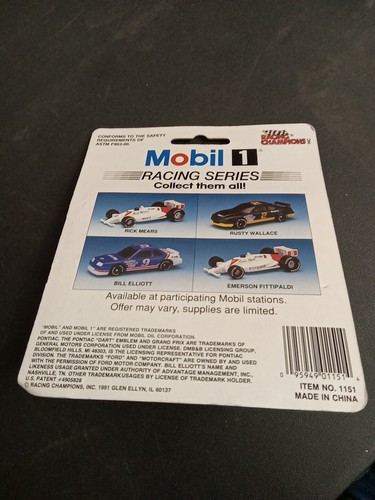 CONFORMS TO THE SAFETY
REQUIREMENTS OF
ASTM F963-86.
RACING
CHAMPIONS
INC
Mobil 1
RACING SERIES
Collect them all!
RICK MEARS
RUSTY WALLACE
BILL ELLIOTT
EMERSON FITTIPALDI
Available at participating Mobil stations.
Offer may vary, supplies are limited.
"MOBIL" AND MOBIL 1" ARE REGISTERED TRADEMARKS
OF AND USED UNDER LICENSE FROM MOBIL OIL CORPORATION.
PONTIAC, THE PONTIAC "DART" EMBLEM AND GRAND PRIX ARE TRADEMARKS OF
GENERAL MOTORS CORPORATION USED UNDER LICENSE. DMB&B LICENSING GROUP,
BLOOMFIELD HILLS, MI 49303, IS THE LICENSING REPRESENTATIVE FOR PONTIAC
DIVISION. THE TRADEMARKS "FORD" AND "MOTORCRAFT" ARE OWNED BY AND USED
WITH THE PERMISSION OF FORD MOTOR COMPANY. BILL ELLIOTT'S NAME AND
LIKENESS USAGE GRANTED UNDER AUTHORITY OF ADVANTAGE MANAGEMENT, INC.,
NASHVILLE, TN. OTHER TRADEMARK USAGES BY LICENSE OF TRADEMARK HOLDER.
U.S. PATENT #4905828
© RACING CHAMPIONS, INC. 1991 GLEN ELLYN, IL 60137
0 95949 01151 4
ITEM NO. 1151
MADE IN CHINA